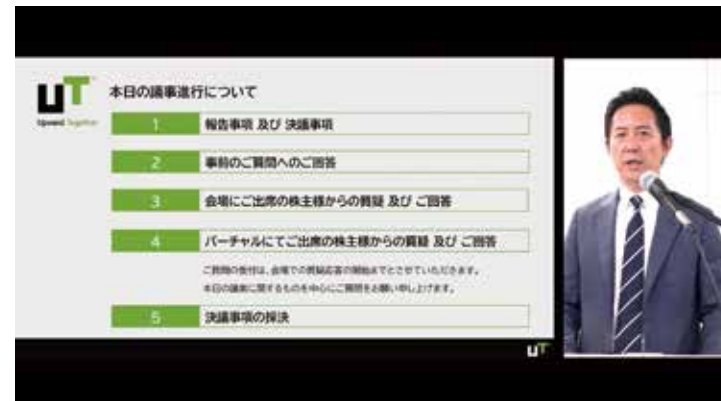 UT
Upward Together
本日の議事進行について
1 報告事項 及び 決議事項
2 事前のご質問へのご回答
3 会場にご出席の株主様からの質疑 及び ご回答
4 バーチャルにてご出席の株主様からの質疑 及び ご回答
ご質問の受付は、会場での質疑応答の開始までとさせていただきます。
本日の議案に関するものを中心にご質問をお願い申し上げます。
5 決議事項の採決
UT